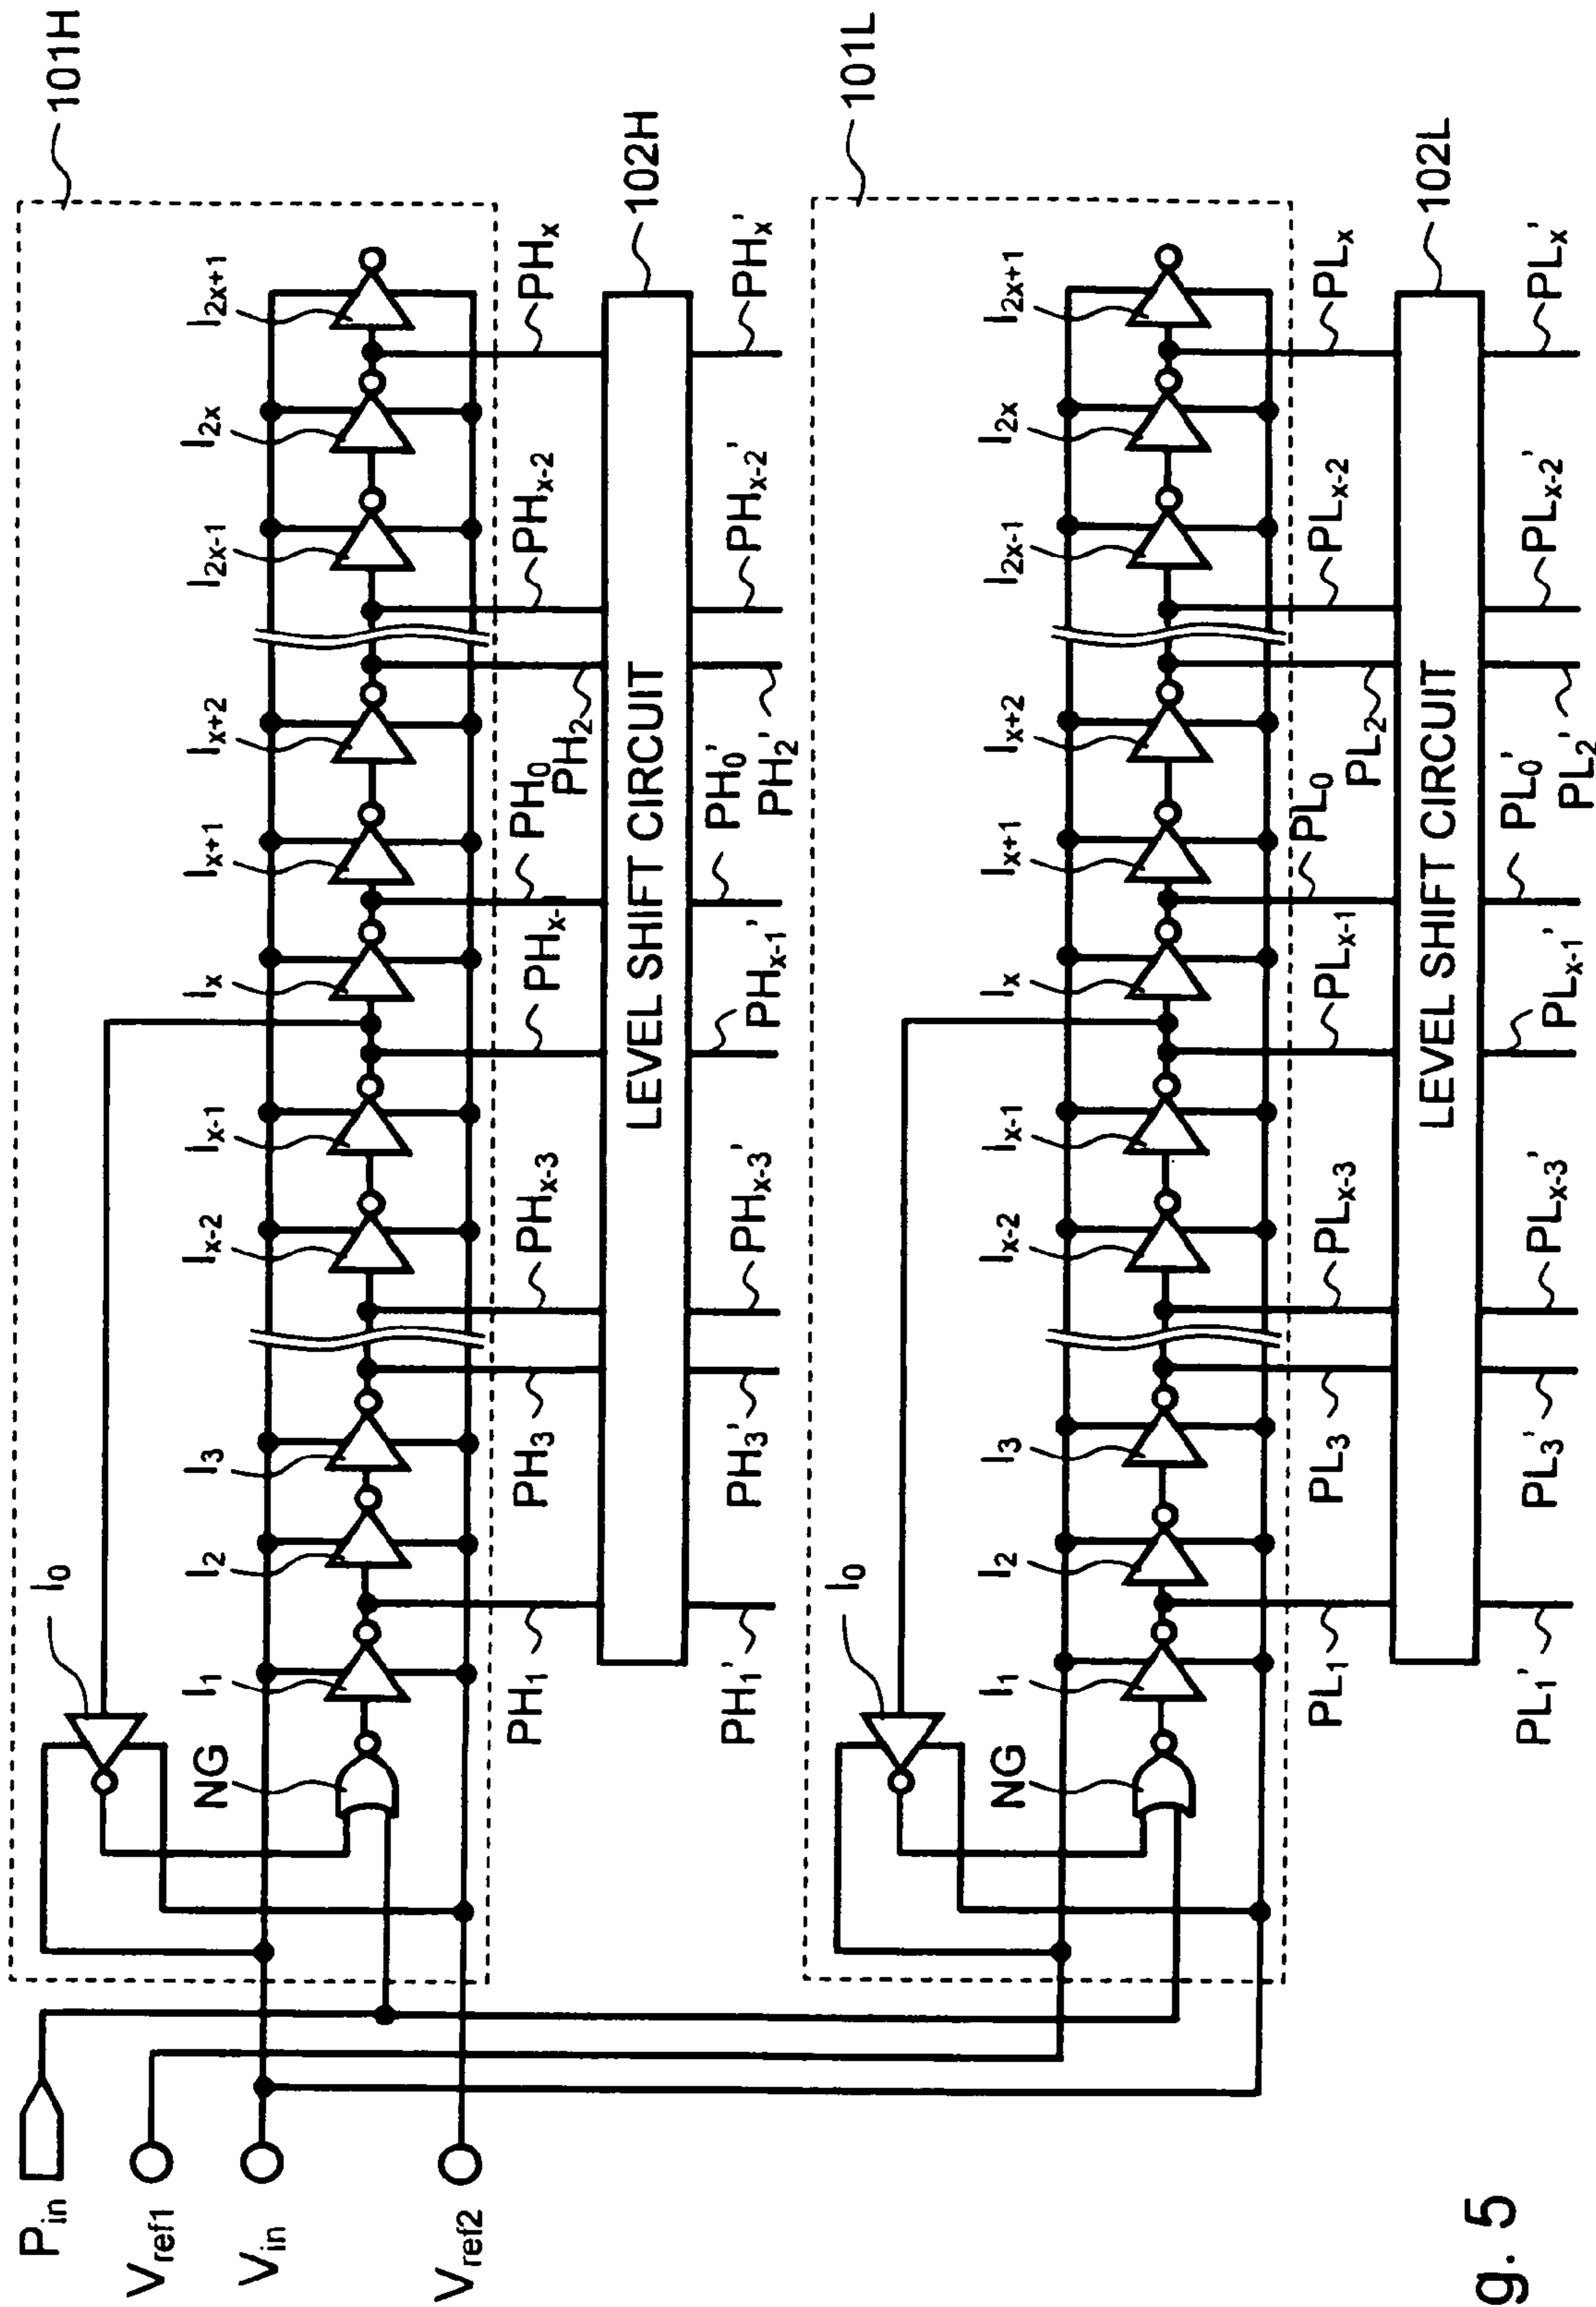 P_in
V_ref1
V_in
V_ref2
101H
I_0
NG
I_1
I_2
I_3
I_x-2
I_x-1
I_x
I_x+1
I_x+2
I_2x-1
I_2x
I_2x+1
PH_1
PH_3
PH_x-3
PH_x-1
PH_0
PH_2
PH_x-2
PH_x
LEVEL SHIFT CIRCUIT
102H
PH_1'
PH_3'
PH_x-3'
PH_x-1'
PH_0'
PH_2'
PH_x-2'
PH_x'
101L
I_0
NG
I_1
I_2
I_3
I_x-2
I_x-1
I_x
I_x+1
I_x+2
I_2x-1
I_2x
I_2x+1
PL_1
PL_3
PL_x-3
PL_x-1
PL_0
PL_2
PL_x-2
PL_x
LEVEL SHIFT CIRCUIT
102L
PL_1'
PL_3'
PL_x-3'
PL_x-1'
PL_0'
PL_2'
PL_x-2'
PL_x'
g. 5